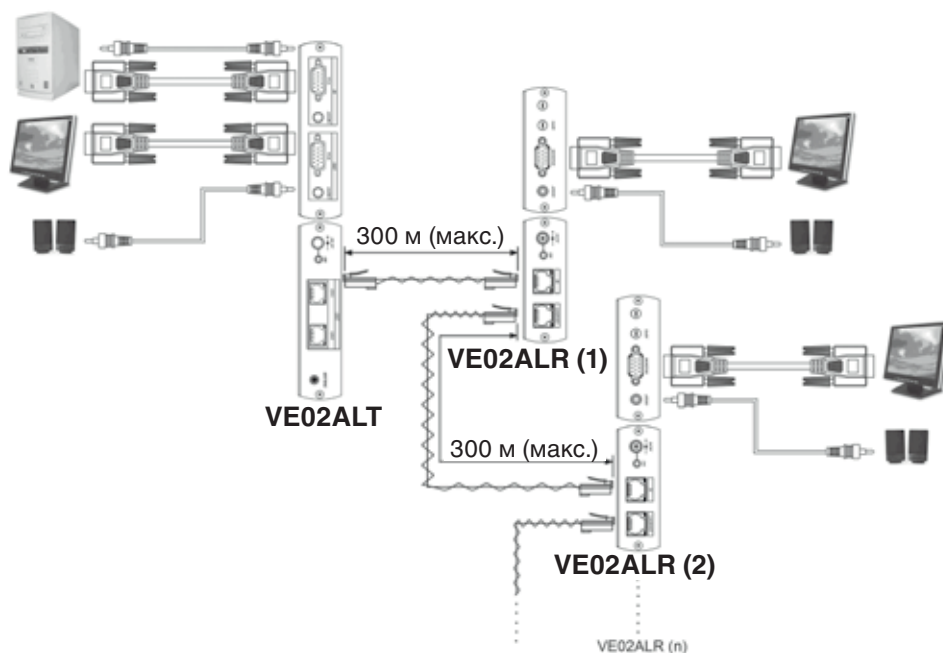 300 м (макс.)
VE02ALR (1)
VE02ALT
300 м (макс.)
VE02ALR (2)
VE02ALR (n)